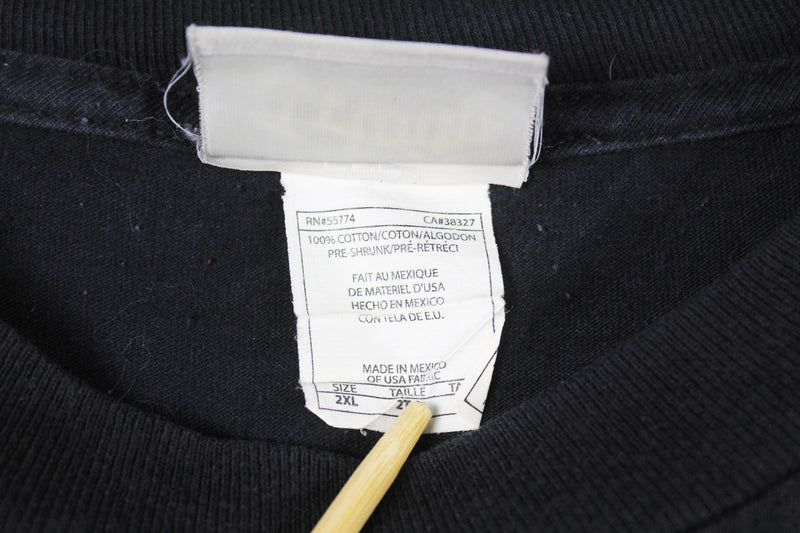 RN#55774 CA#38327
100% COTTON/COTON/ALGODON
PRE-SHRUNK/PRÉ-RÉTRÉCI
FAIT AU MEXIQUE
DE MATERIEL D'USA
HECHO EN MEXICO
CON TELA DE E.U.
MADE IN MEXICO
OF USA FABRIC
SIZE TAILLE TA
2XL